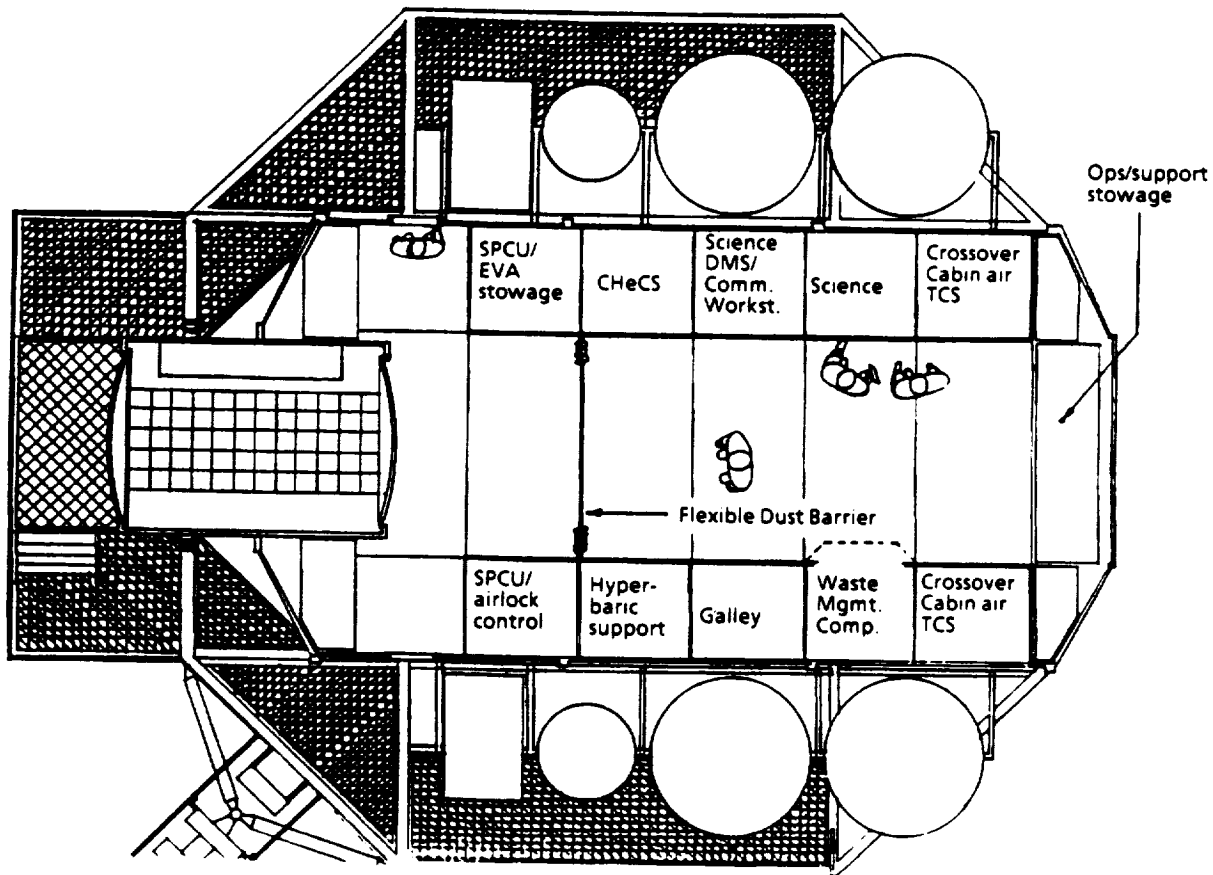 Ops/support
stowage
SPCU/
EVA
stowage
CHeCS
Science
DMS/
Comm.
Workst.
Science
Crossover
Cabin air
TCS
Flexible Dust Barrier
SPCU/
airlock
control
Hyper-
baric
support
Galley
Waste
Mgmt.
Comp.
Crossover
Cabin air
TCS